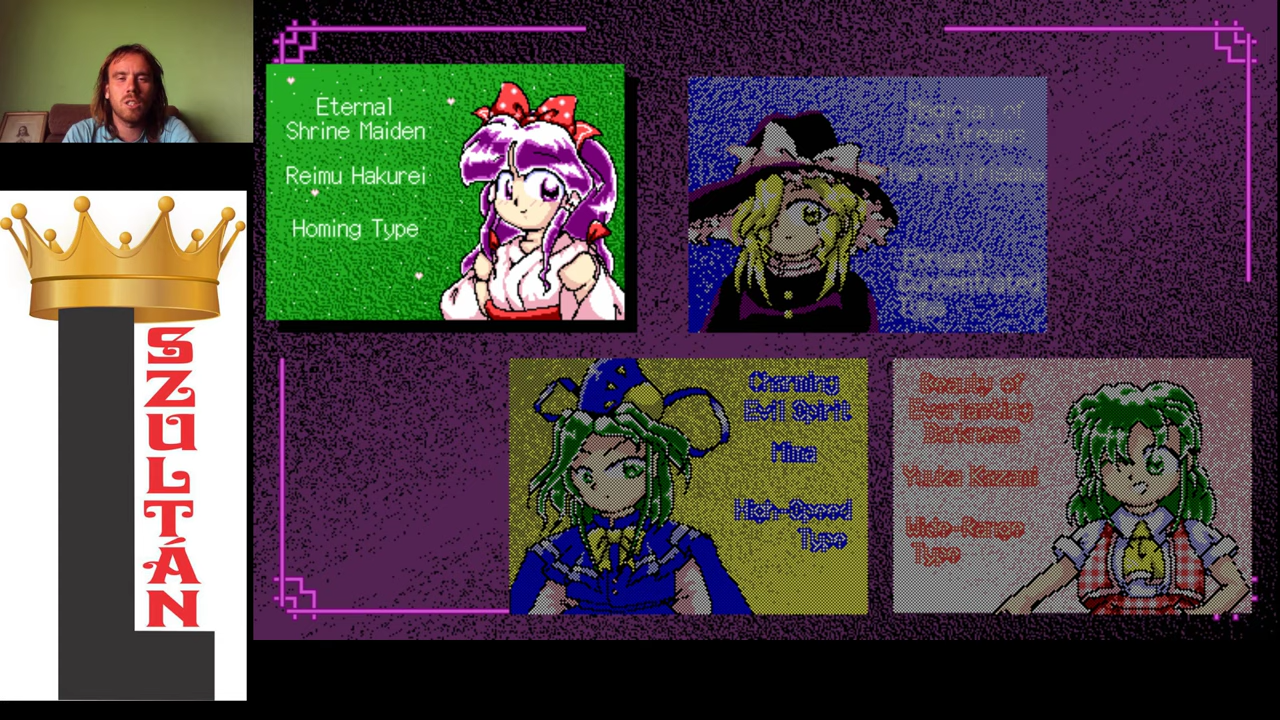 SZULTÁN
Eternal
Shrine Maiden
Reimu Hakurei
Homing Type
Charming
Evil Spirit
Mima
High-Speed
Type
Beauty of
Everlasting
Darkness
Yuuka Kazami
Wide-Range
Type